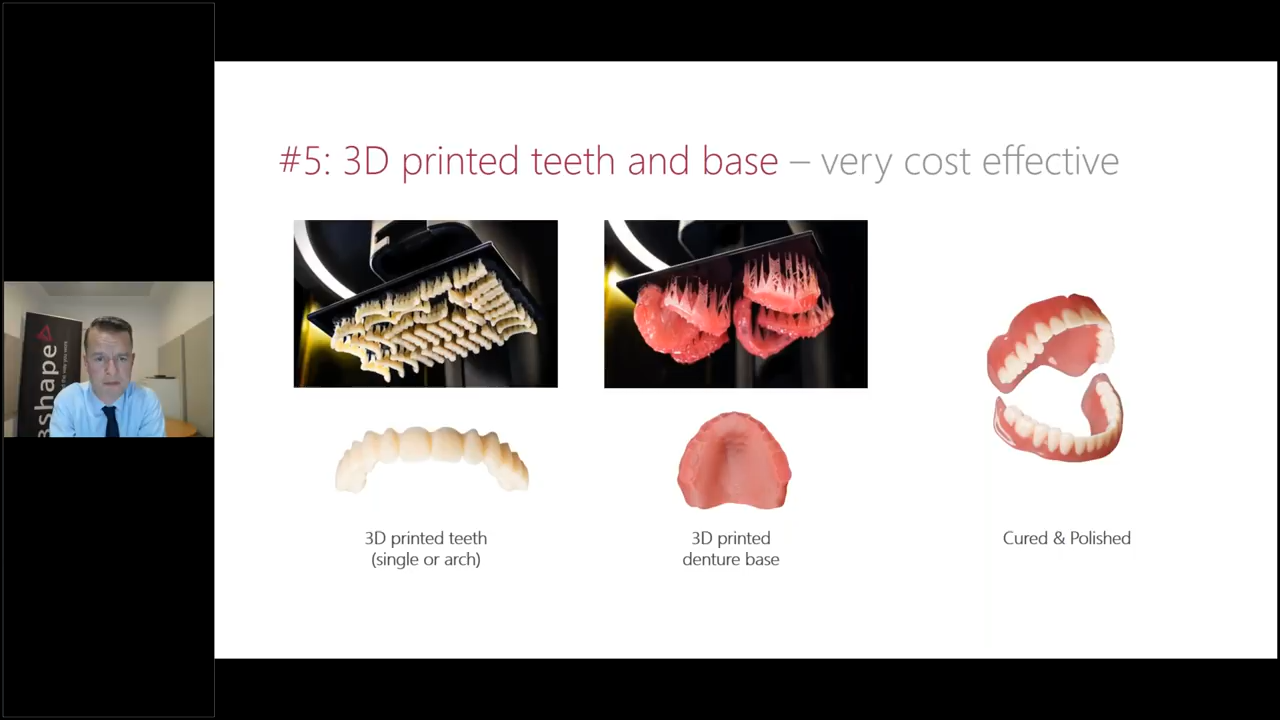 #5: 3D printed teeth and base – very cost effective
3D printed teeth
(single or arch)
3D printed
denture base
Cured & Polished
3shape